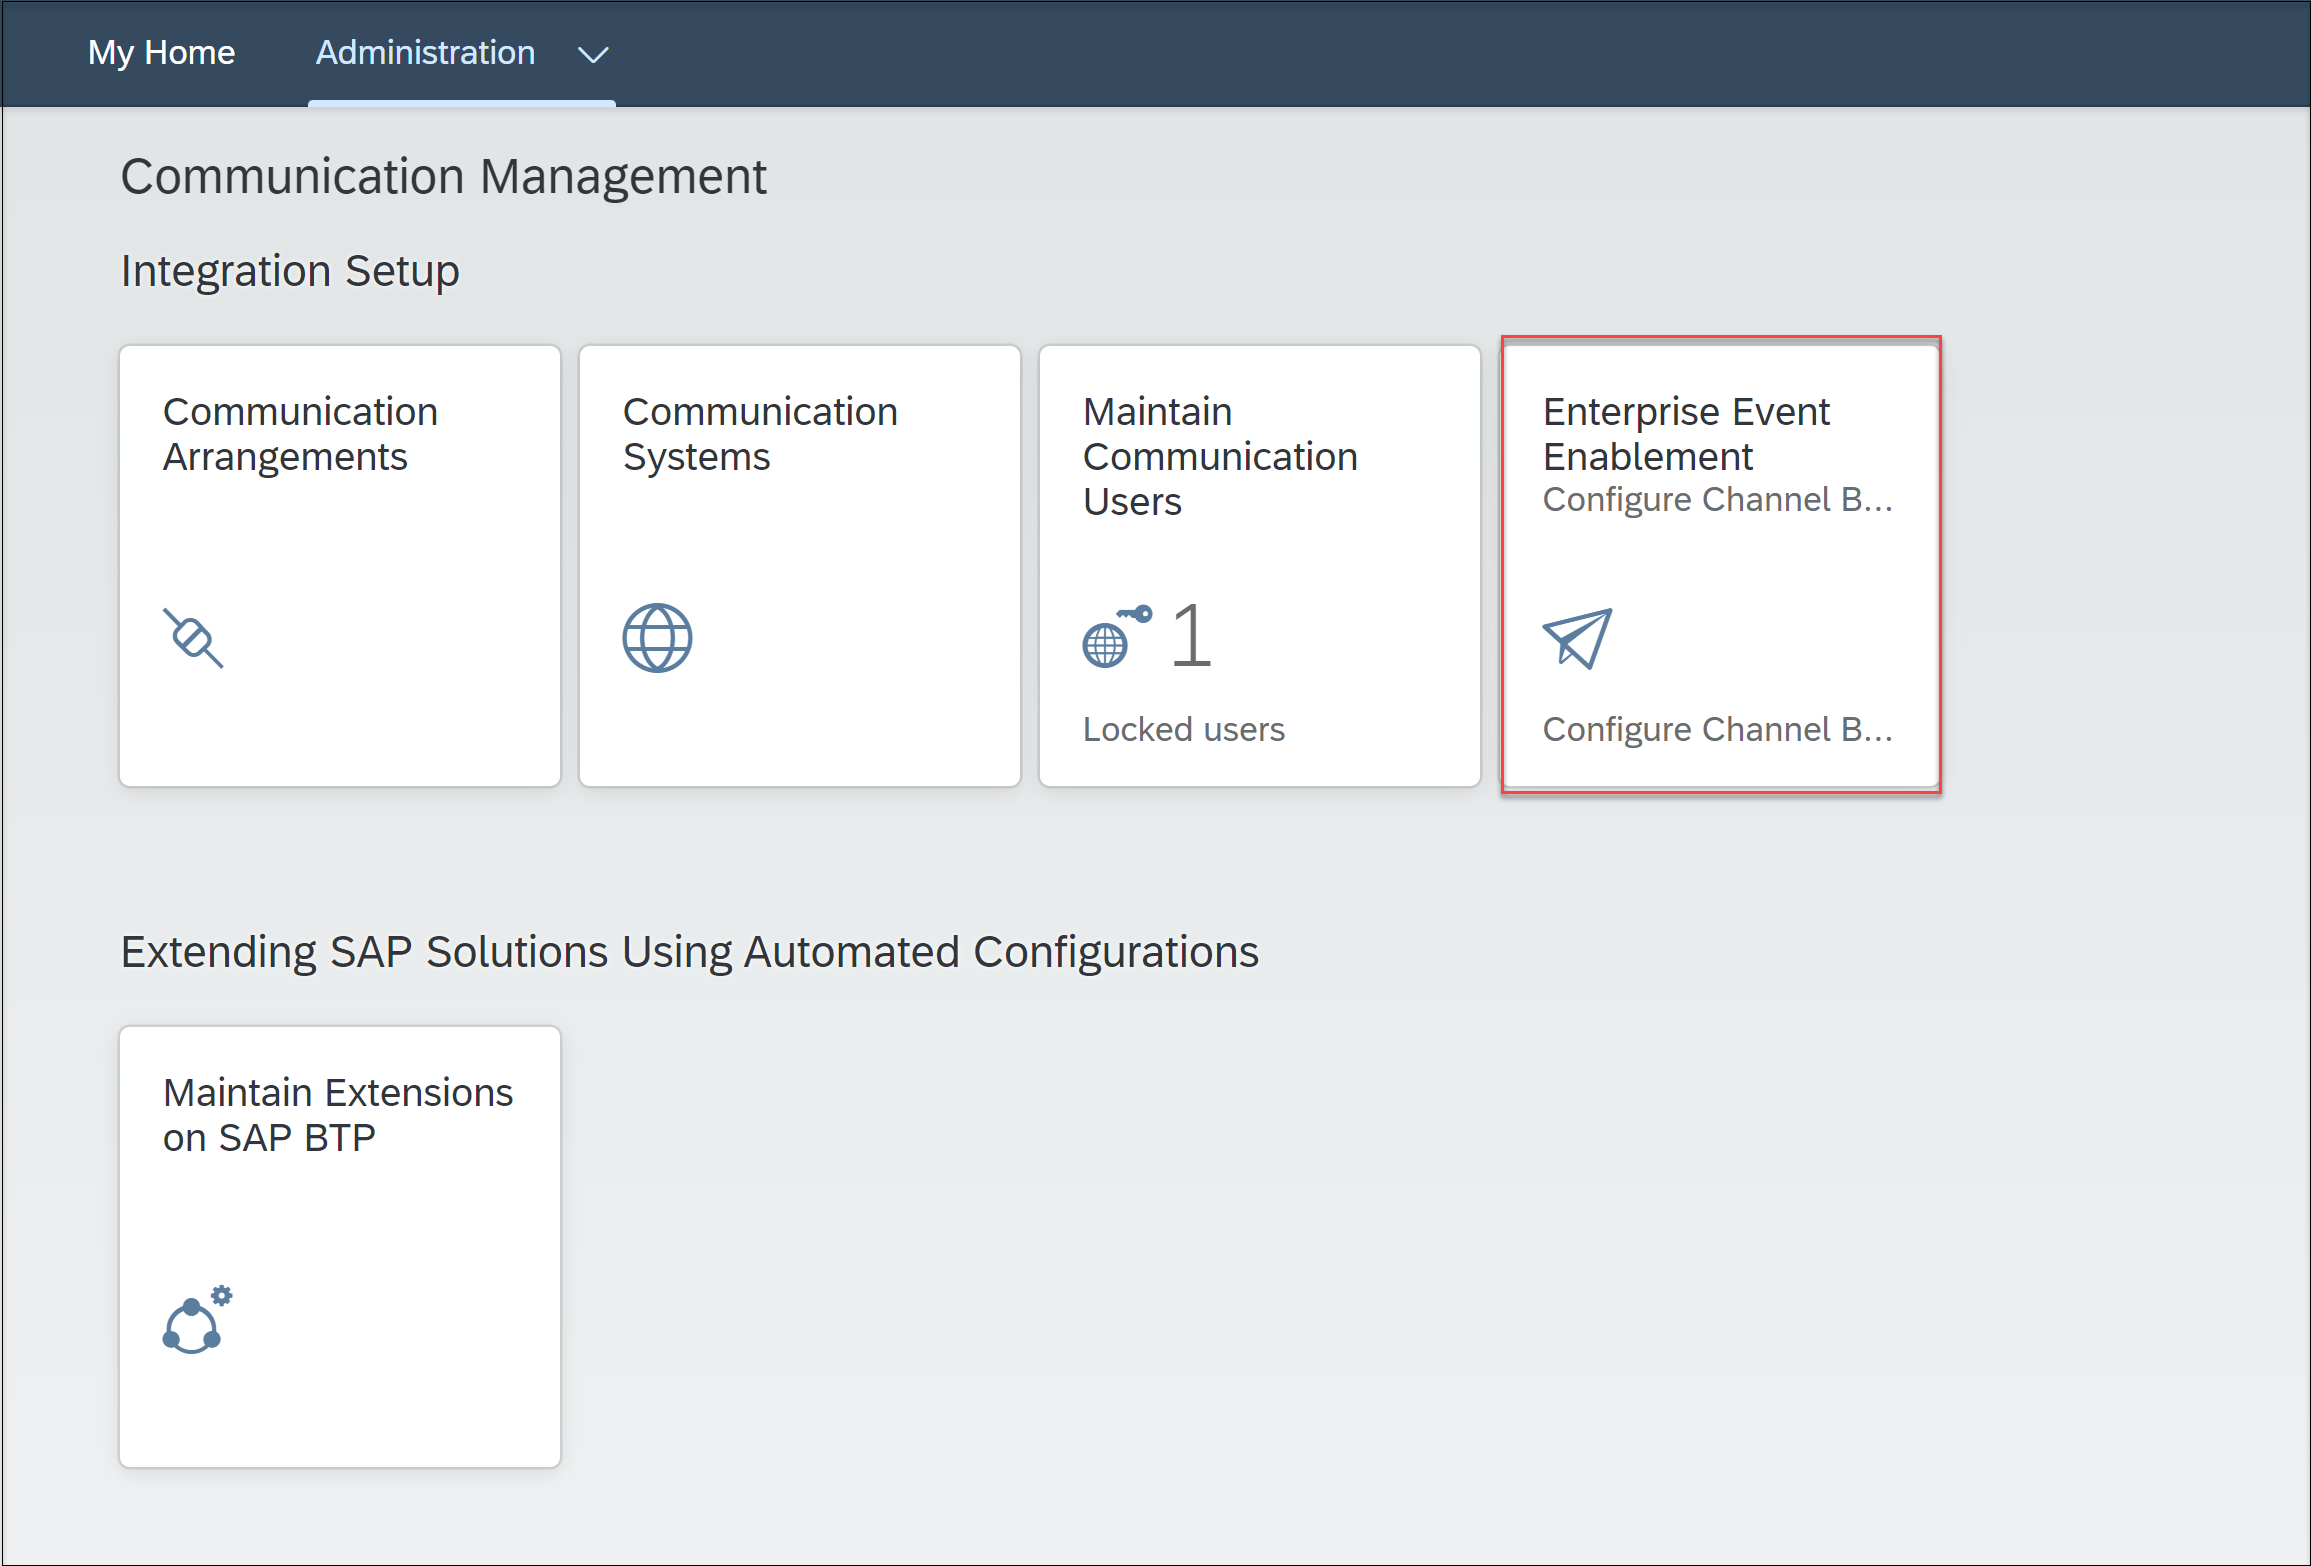 My Home Administration
Communication Management
Integration Setup
Communication
Arrangements
Communication
Systems
Maintain
Communication
Users
1
Locked users
Enterprise Event
Enablement
Configure Channel B...
Configure Channel B...
Extending SAP Solutions Using Automated Configurations
Maintain Extensions
on SAP BTP